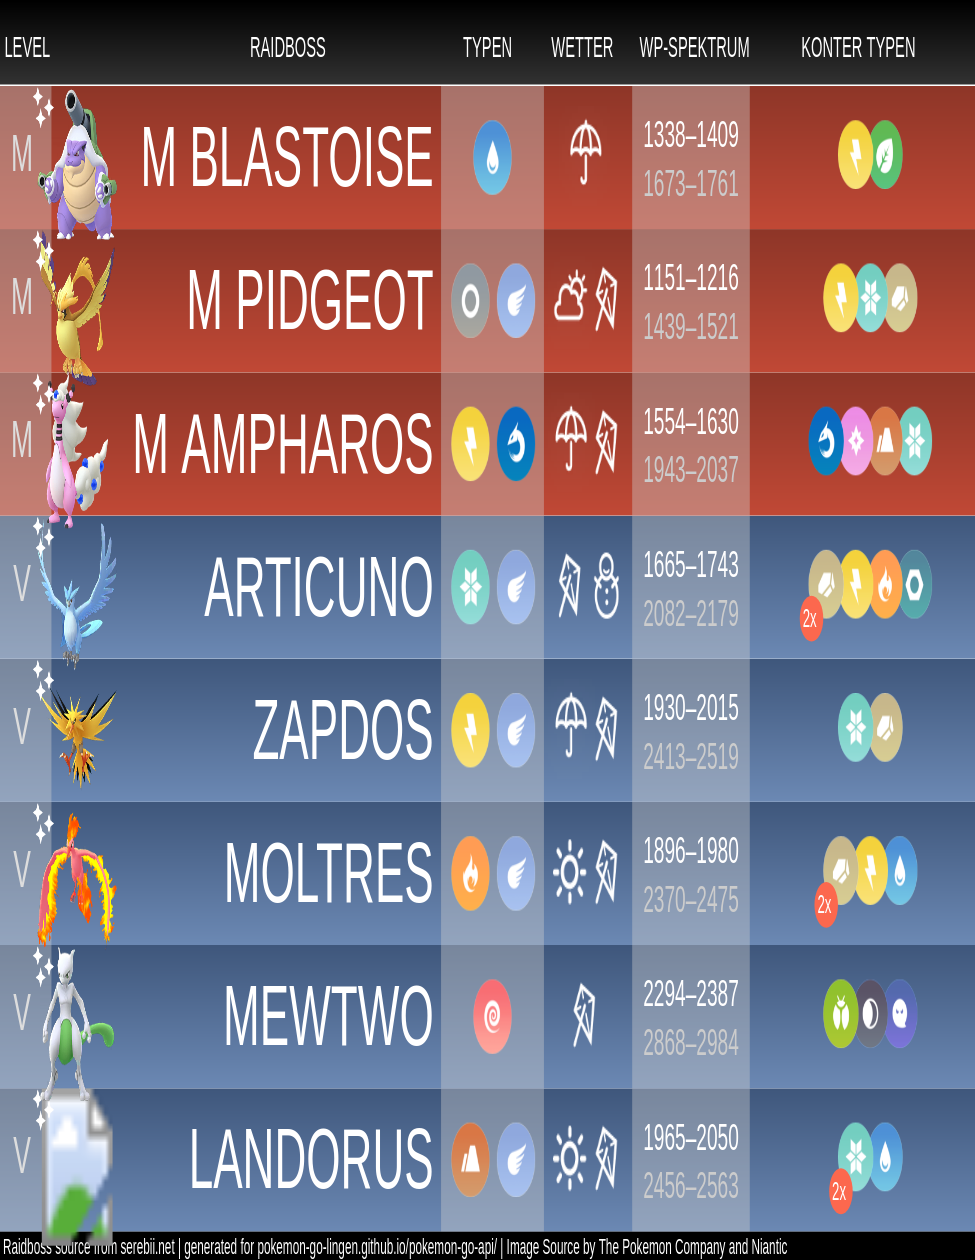 LEVEL RAIDBOSS TYPEN WETTER WP-SPEKTRUM KONTER TYPEN
M M BLASTOISE 1338–1409
1673–1761
M M PIDGEOT 1151–1216
1439–1521
M M AMPHAROS 1554–1630
1943–2037
V ARTICUNO 1665–1743
2082–2179
2x
V ZAPDOS 1930–2015
2413–2519
V MOLTRES 1896–1980
2370–2475
2x
V MEWTWO 2294–2387
2868–2984
V LANDORUS 1965–2050
2456–2563
2x
Raidboss source from serebii.net | generated for pokemon-go-lingen.github.io/pokemon-go-api/ | Image Source by The Pokemon Company and Niantic